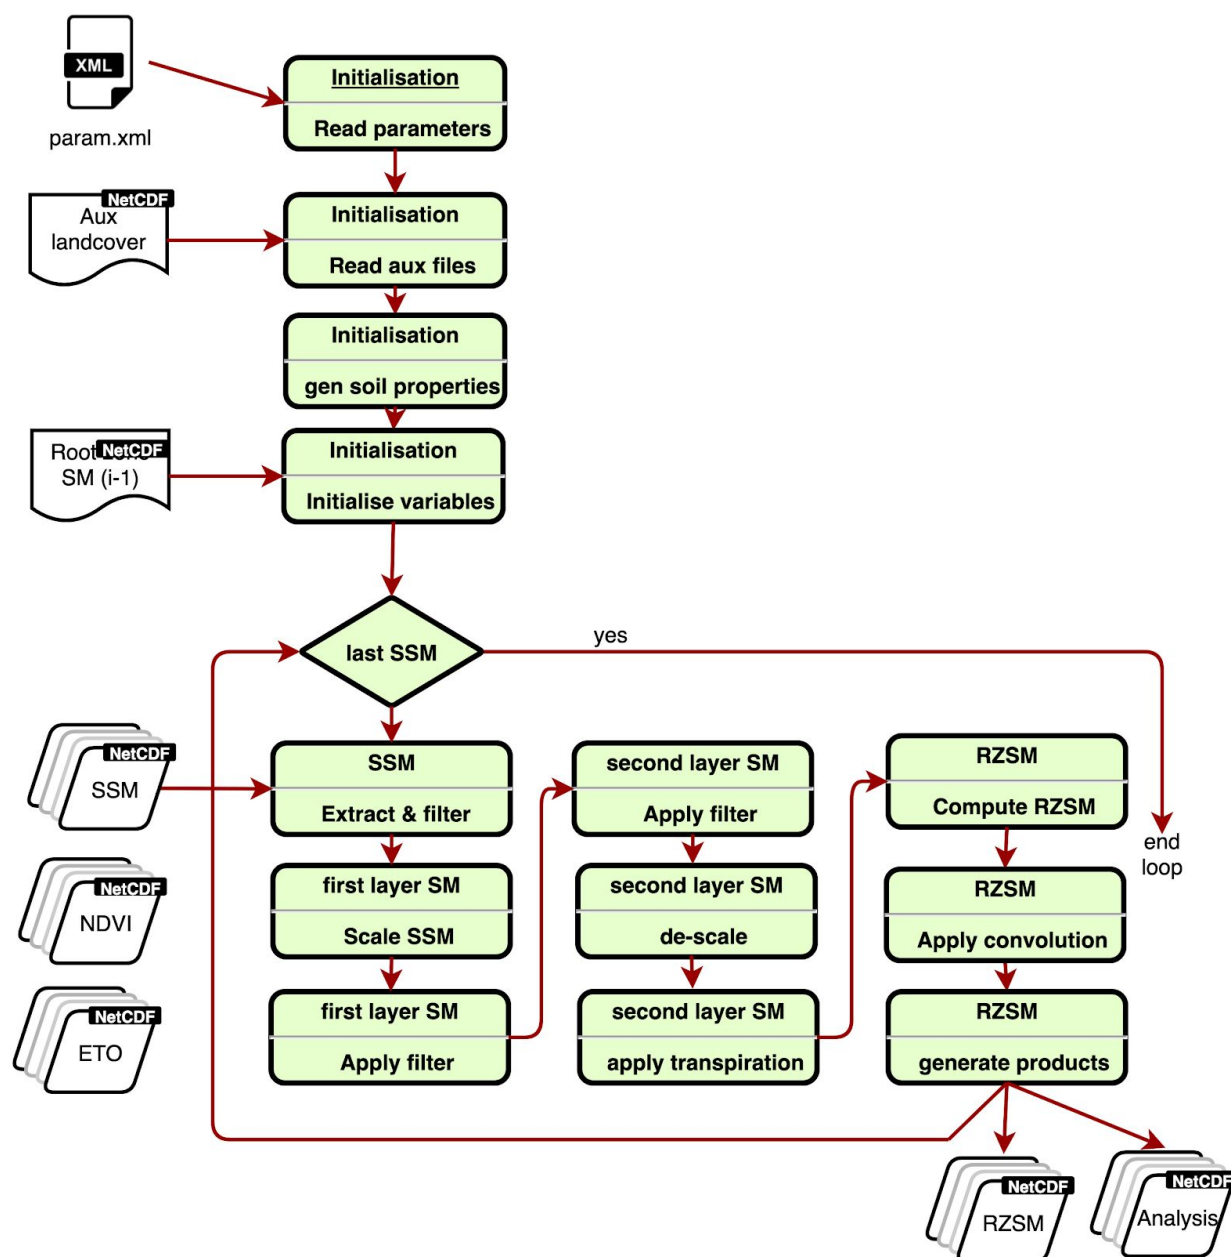 XML
param.xml
Initialisation
Read parameters
NetCDF
Aux
landcover
Initialisation
Read aux files
Initialisation
gen soil properties
NetCDF
Root
SM (i-1)
Initialisation
Initialise variables
last SSM
yes
NetCDF
SSM
SSM
Extract & filter
second layer SM
Apply filter
RZSM
Compute RZSM
end
loop
NetCDF
NDVI
first layer SM
Scale SSM
second layer SM
de-scale
RZSM
Apply convolution
NetCDF
ETO
first layer SM
Apply filter
second layer SM
apply transpiration
RZSM
generate products
NetCDF
RZSM
NetCDF
Analysis